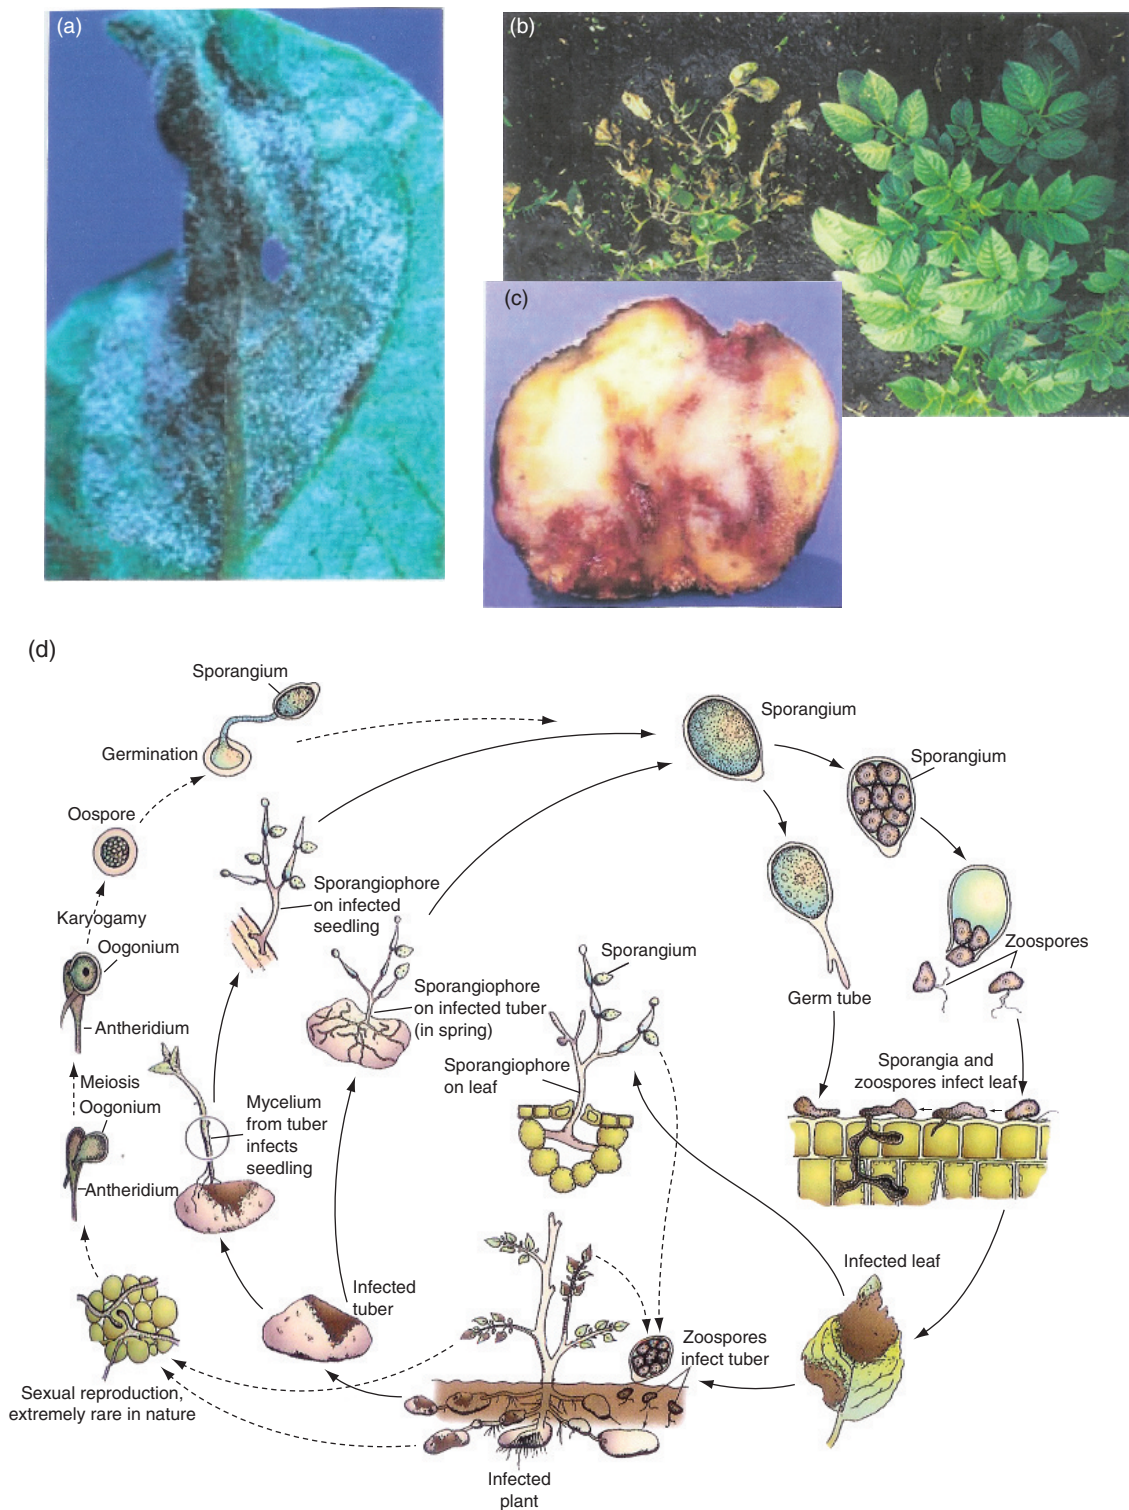 (a)
(b)
(c)
(d)
Sporangium
Germination
Oospore
Karyogamy
Oogonium
Antheridium
Meiosis
Oogonium
Antheridium
Sexual reproduction,
extremely rare in nature
Sporangiophore
on infected
seedling
Sporangiophore
on infected tuber
(in spring)
Mycelium
from tuber
infects
seedling
Infected
tuber
Sporangium
Sporangium
Zoospores
Germ tube
Sporangia and
zoospores infect leaf
Sporangium
Sporangiophore
on leaf
Infected leaf
Zoospores
infect tuber
Infected
plant